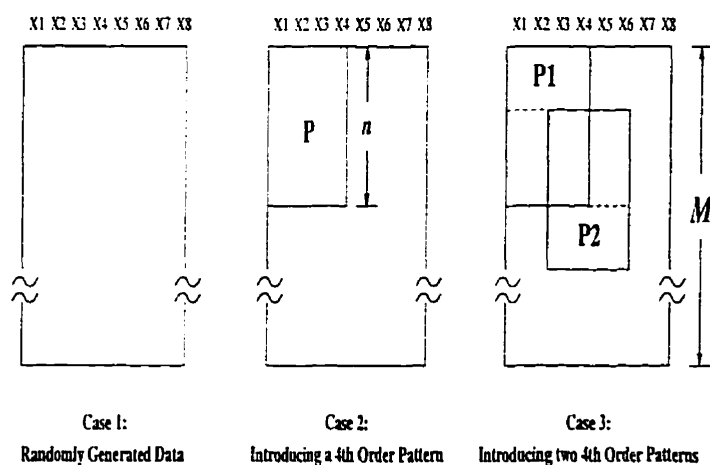 X1 X2 X3 X4 X5 X6 X7 X8
X1 X2 X3 X4 X5 X6 X7 X8
X1 X2 X3 X4 X5 X6 X7 X8
P
n
P1
P2
M
Case 1:
Randomly Generated Data
Case 2:
Introducing a 4th Order Pattern
Case 3:
Introducing two 4th Order Patterns